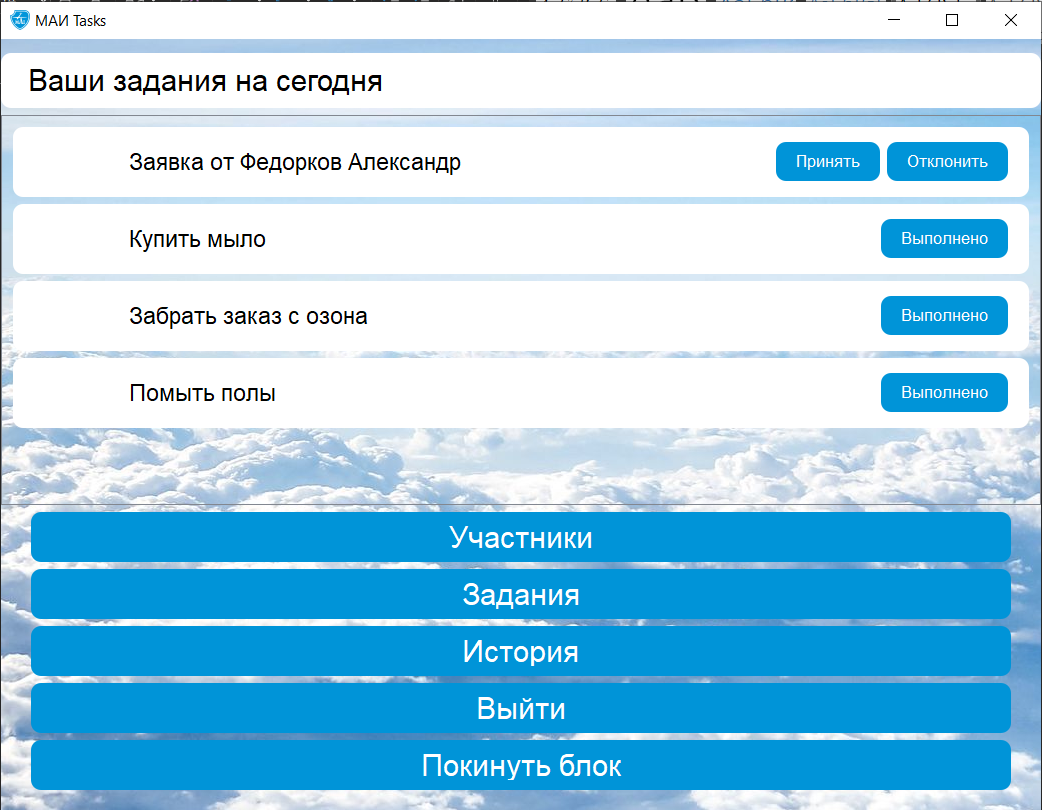 МАИ Tasks
Ваши задания на сегодня
Заявка от Федорков Александр Принять Отклонить
Купить мыло Выполнено
Забрать заказ с озона Выполнено
Помыть полы Выполнено
Участники
Задания
История
Выйти
Покинуть блок